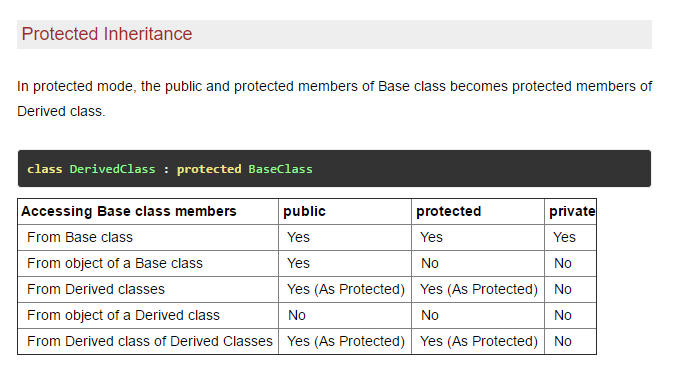 Protected Inheritance
In protected mode, the public and protected members of Base class becomes protected members of
Derived class.
class DerivedClass : protected BaseClass
Accessing Base class members public protected private
From Base class Yes Yes Yes
From object of a Base class Yes No No
From Derived classes Yes (As Protected) Yes (As Protected) No
From object of a Derived class No No No
From Derived class of Derived Classes Yes (As Protected) Yes (As Protected) No